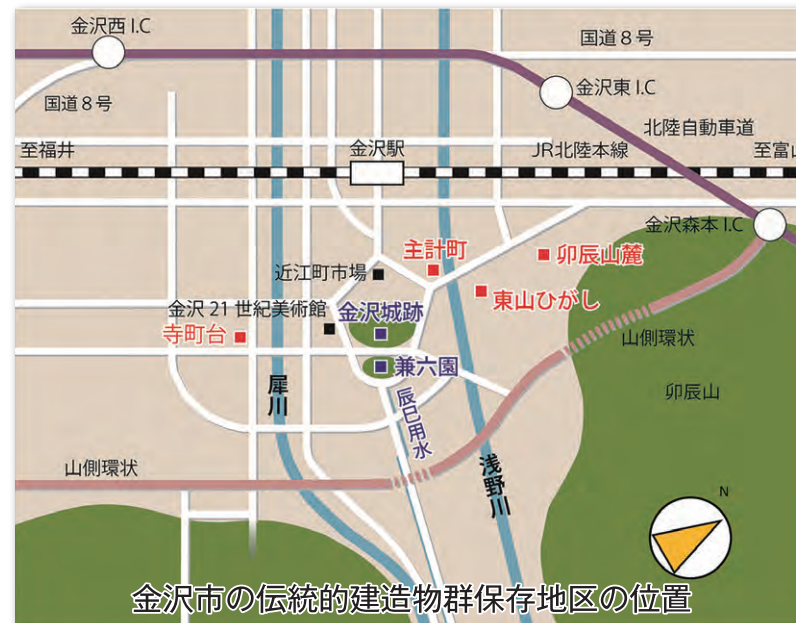 金沢西 I.C
国道８号
金沢東 I.C
国道８号
北陸自動車道
至福井
金沢駅
JR北陸本線
至富山
金沢森本 I.C
主計町
卯辰山麓
近江町市場
東山ひがし
金沢 21 世紀美術館
金沢城跡
寺町台
山側環状
兼六園
犀川
辰巳用水
卯辰山
山側環状
浅野川
N
金沢市の伝統的建造物群保存地区の位置